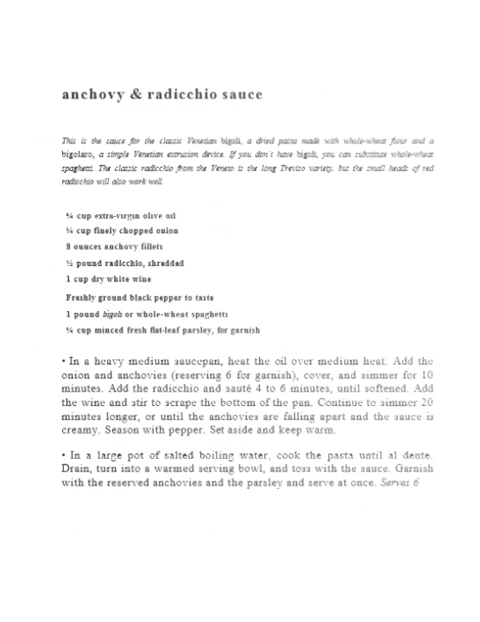 anchovy & radicchio sauce
This is the sauce for the classic Venetian bigoli, a dried pasta made with whole-wheat flour and a
bigolaro, a simple Venetian extrusion device. If you don't have bigoli, you can substitute whole-wheat
spaghetti. The classic radicchio from the Veneto is the long Treviso variety, but the small heads of red
radicchio will also work well.
¼ cup extra-virgin olive oil
¼ cup finely chopped onion
8 ounces anchovy fillets
½ pound radicchio, shredded
1 cup dry white wine
Freshly ground black pepper to taste
1 pound bigoli or whole-wheat spaghetti
¼ cup minced fresh flat-leaf parsley, for garnish
• In a heavy medium saucepan, heat the oil over medium heat. Add the
onion and anchovies (reserving 6 for garnish), cover, and simmer for 10
minutes. Add the radicchio and sauté 4 to 6 minutes, until softened. Add
the wine and stir to scrape the bottom of the pan. Continue to simmer 20
minutes longer, or until the anchovies are falling apart and the sauce is
creamy. Season with pepper. Set aside and keep warm.
• In a large pot of salted boiling water, cook the pasta until al dente.
Drain, turn into a warmed serving bowl, and toss with the sauce. Garnish
with the reserved anchovies and the parsley and serve at once. Serves 6